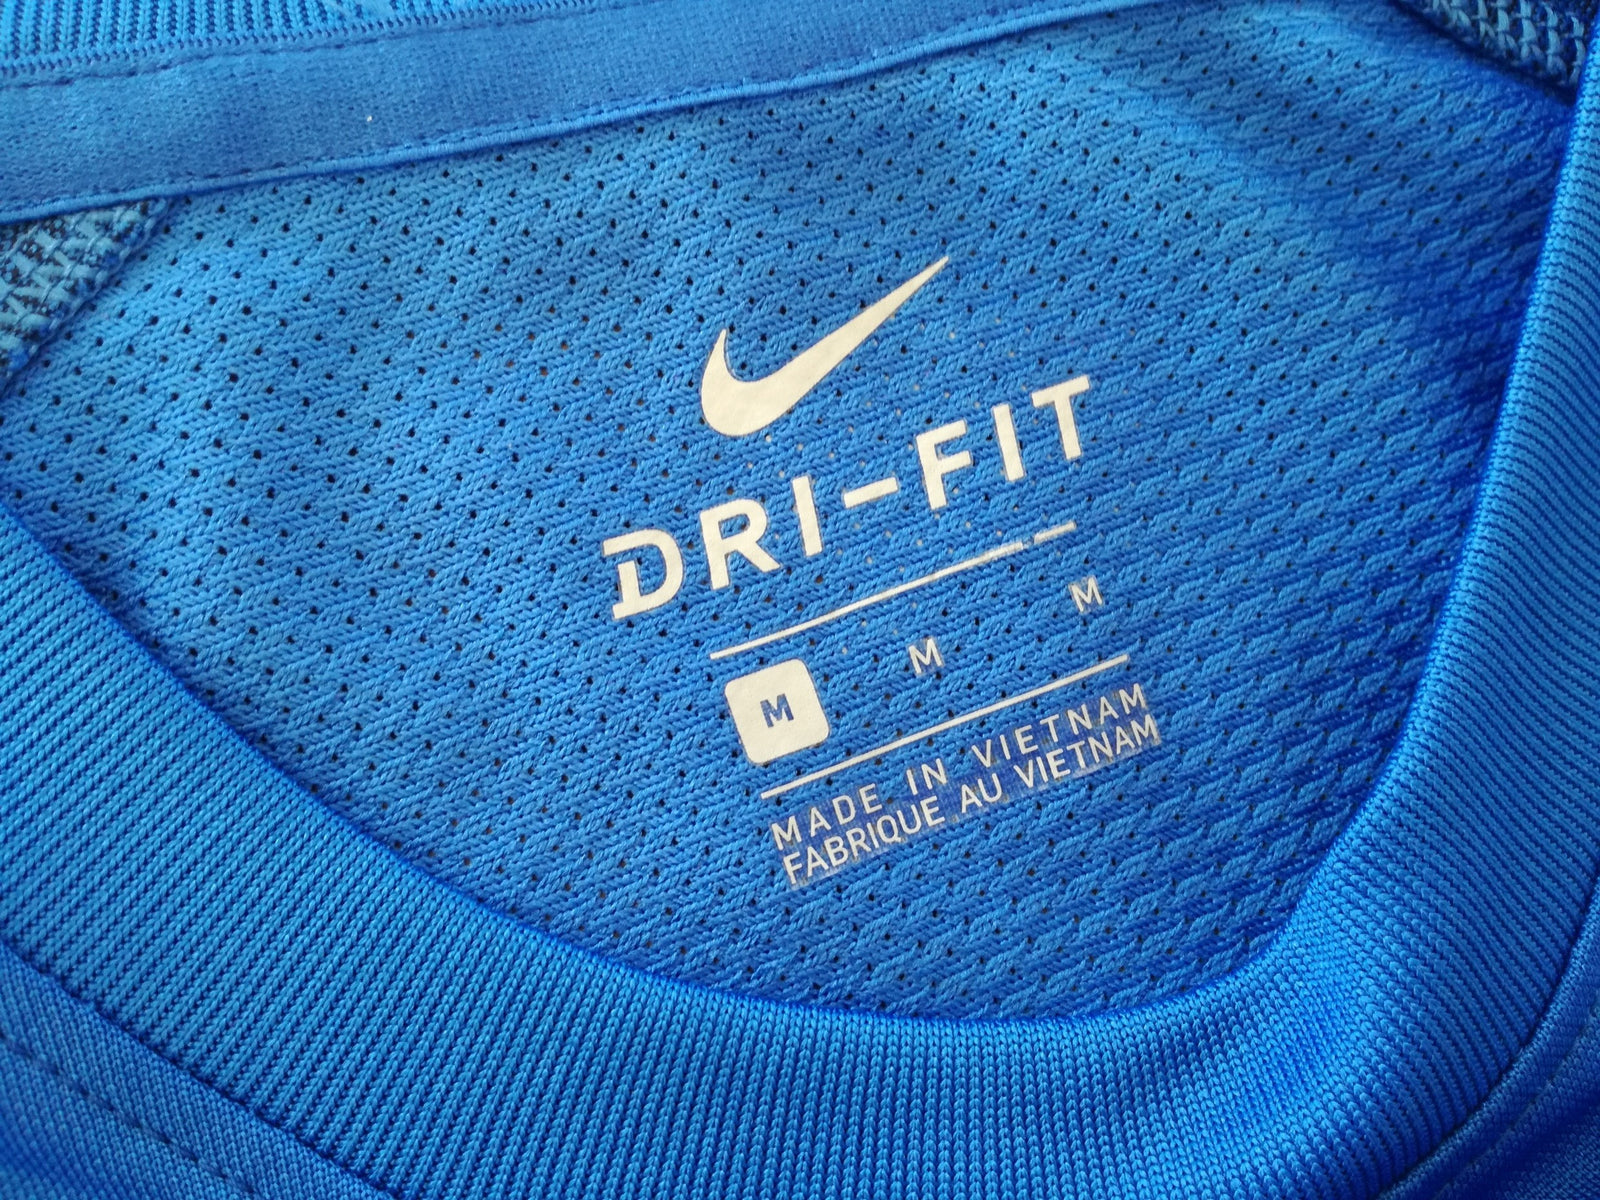 DRI-FIT
M M M
MADE IN VIETNAM
FABRIQUE AU VIETNAM